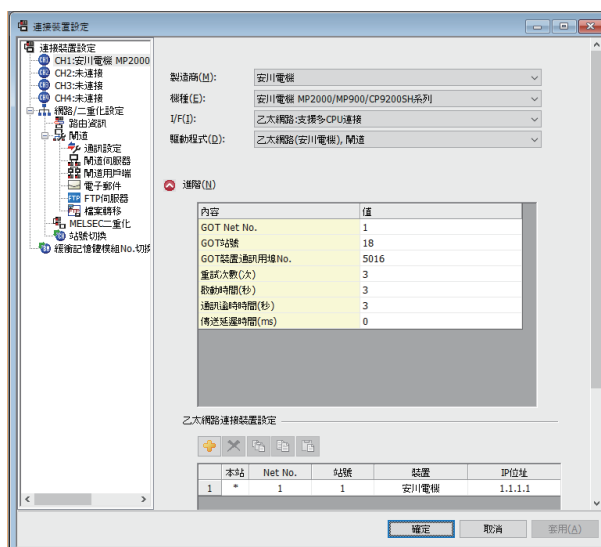 連接裝置設定
連接裝置設定
CH1:安川電機 MP2000
CH2:未連接
CH3:未連接
CH4:未連接
網路/二重化設定
路由資訊
閘道
通訊設定
閘道伺服器
閘道用戶端
電子郵件
FTP伺服器
檔案轉移
MELSEC二重化
站號切換
緩衝記憶體模組No.切換
製造商(M): 安川電機
機種(E): 安川電機 MP2000/MP900/CP9200SH系列
I/F(I): 乙太網路:支援多CPU連接
驅動程式(D): 乙太網路(安川電機), 閘道
進階(N)
內容 值
GOT Net No. 1
GOT站號 18
GOT裝置通訊用埠No. 5016
重試次數(次) 3
啟動時間(秒) 3
通訊逾時時間(秒) 3
傳送延遲時間(ms) 0
乙太網路連接裝置設定
本站 Net No. 站號 裝置 IP位址
1 * 1 1 安川電機 1.1.1.1
確定 取消 套用(A)